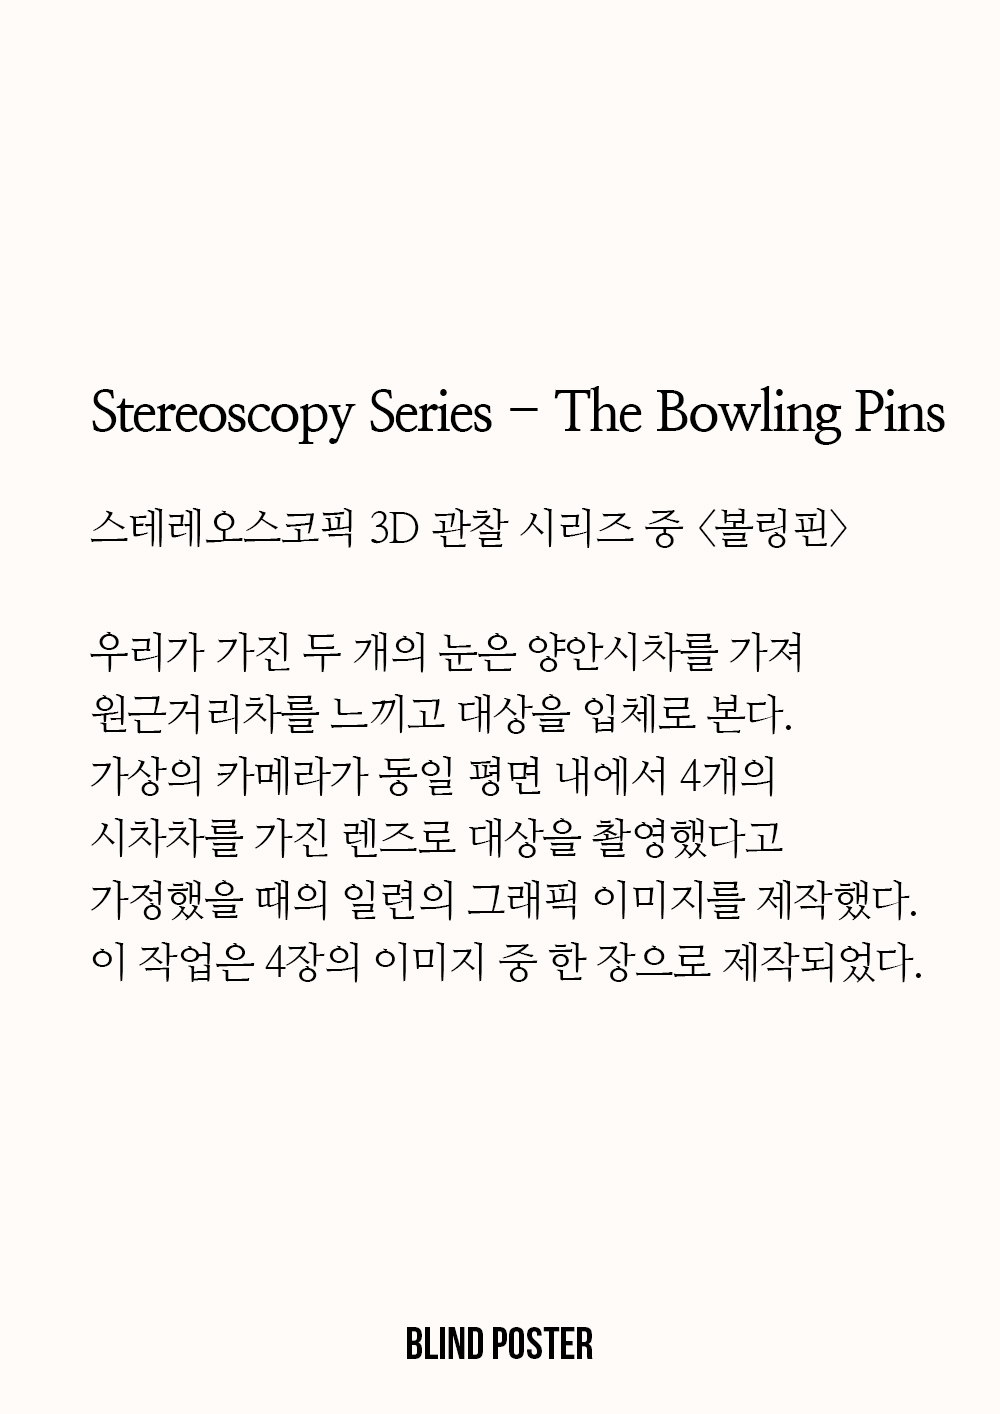 Stereoscopy Series – The Bowling Pins
스테레오스코픽 3D 관찰 시리즈 중 〈볼링핀〉
우리가 가진 두 개의 눈은 양안시차를 가져
원근거리차를 느끼고 대상을 입체로 본다.
가상의 카메라가 동일 평면 내에서 4개의
시차차를 가진 렌즈로 대상을 촬영했다고
가정했을 때의 일련의 그래픽 이미지를 제작했다.
이 작업은 4장의 이미지 중 한 장으로 제작되었다.
BLIND POSTER